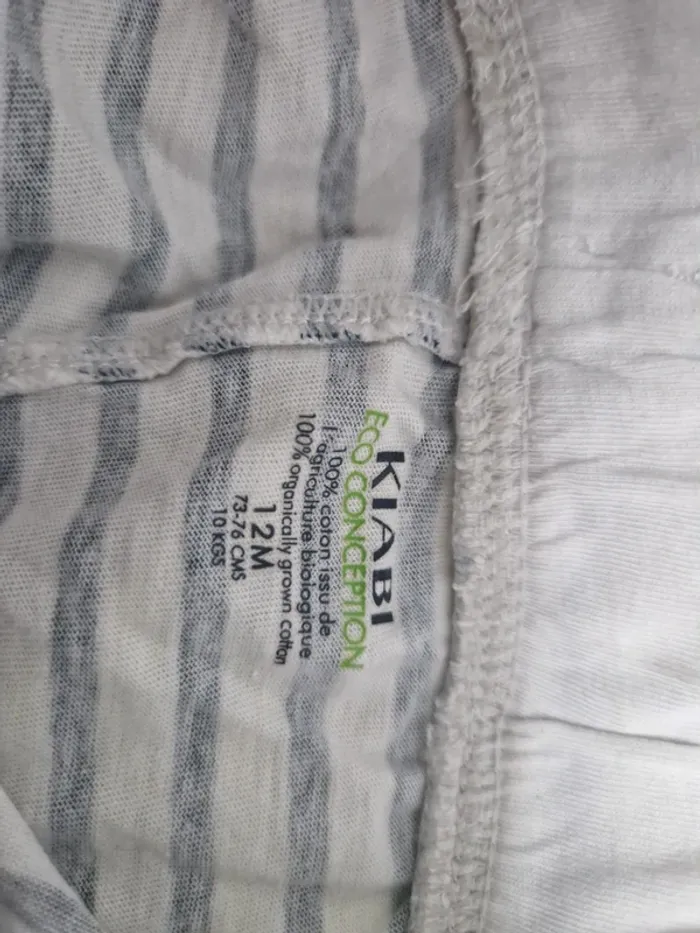 KIABI
ECO CONCEPTION
1- 100% coton issu de
l'agriculture biologique
100% organically grown cotton
12M
73-76 CMS
10 KGS